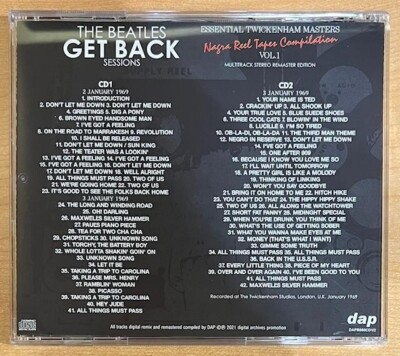 THE BEATLES
GET BACK
SESSIONS
ESSENTIAL TWICKENHAM MASTERS
Nagra Reel Tapes Compilation
VOL.1
MULTITRACK STEREO REMASTER EDITION
CD1
2 JANUARY 1969
1. INTRODUCTION
2. DON'T LET ME DOWN 3. DON'T LET ME DOWN
4. GREETINGS 5. DIG A PONY
6. BROWN EYED HANDSOME MAN
7. I'VE GOT A FEELING
8. ON THE ROAD TO MARRAKESH 9. REVOLUTION
10. I SHALL BE RELEASED
11. DON'T LET ME DOWN / SUN KING
12. THE TEATER WAS A LOOKER
13. I'VE GOT A FEELING 14. I'VE GOT A FEELING
15. I'VE GOT A FEELING 16. DON'T LET ME DOWN
17. DON'T LET ME DOWN 18. WELL ALRIGHT
19. ALL THINGS MUST PASS 20. TWO OF US
21. WE'RE GOING HOME 22. TWO OF US
23. IT'S GOOD TO SEE THE FOLKS BACK HOME
3 JANUARY 1969
24. THE LONG AND WINDING ROAD
25. OH DARLING
26. MAXWELES SILVER HAMMER
27. PAUES PIANO PIECE
28. TEA FOR TWO CHA CHA
29. CHOPSTICKS 30. UNKNOWN SONG
31. TORCHY, THE BATTERY BOY
32. WHOLE LOTTA SHAKIN' GOIN' ON
33. UNKNOWN SONG
34. LET IT BE
35. TAKING A TRIP TO CAROLINA
36. PLEASE MRS. HENRY
37. RAMBLIN' WOMAN
38. PICASSO
39. TAKING A TRIP TO CAROLINA
40. HEY JUDE
41. ALL THINGS MUST PASS
CD2
3 JANUARY 1969
1. YOUR NAME IS TED
2. CRACKIN' UP 3. ALL SHOOK UP
4. YOUR TRUE LOVE 5. BLUE SUEDE SHOES
6. THREE COOL CATS 7. BLOWIN' IN THE WIND
8. LUCILLE 9. I'M SO TIRED
10. OB-LA-DI, OB-LA-DA 11. THE THIRD MAN THEME
12. NEGRO IN RESERVE 13. DON'T LET ME DOWN
14. I'VE GOT A FEELING
15. ONE AFTER 909
16. BECAUSE I KNOW YOU LOVE ME SO
17. I'LL WAIT UNTIL TOMORROW
18. A PRETTY GIRL IS LIKE A MELODY
19. THINKING OF LINKING
20. WON'T YOU SAY GOODBYE
21. BRING IT ON HOME TO ME 22. HITCH HIKE
23. YOU CAN'T DO THAT 24. THE HIPPY HIPPY SHAKE
25. TWO OF US 26. ALL ALONG THE WATCHTOWER
27. SHORT FAT FANNY 28. MIDNIGHT SPECIAL
29. WHEN YOU'RE DRUNK YOU THINK OF ME
30. WHAT'S THE USE OF GETTING SOBER
31. WHAT YOU WANNA MAKE EYES AT ME
32. MONEY (THAT'S WHAT I WANT)
33. GIMME SOME TRUTH
34. ALL THINGS MUST PASS 35. ALL THINGS MUST PASS
36. BACK IN THE U.S.S.R.
37. EVERY LITTLE THING 38. PIECE OF MY HEART
39. OVER AND OVER AGAIN 40. I'VE BEEN GOOD TO YOU
41. ALL THINGS MUST PASS
42. MAXWELES SILVER HAMMER
Recorded at The Twickenham Studios, London, U.K. January 1969
All tracks digital remix and remastered compiled by DAP ©℗ 2021 digital archives promotion
dap